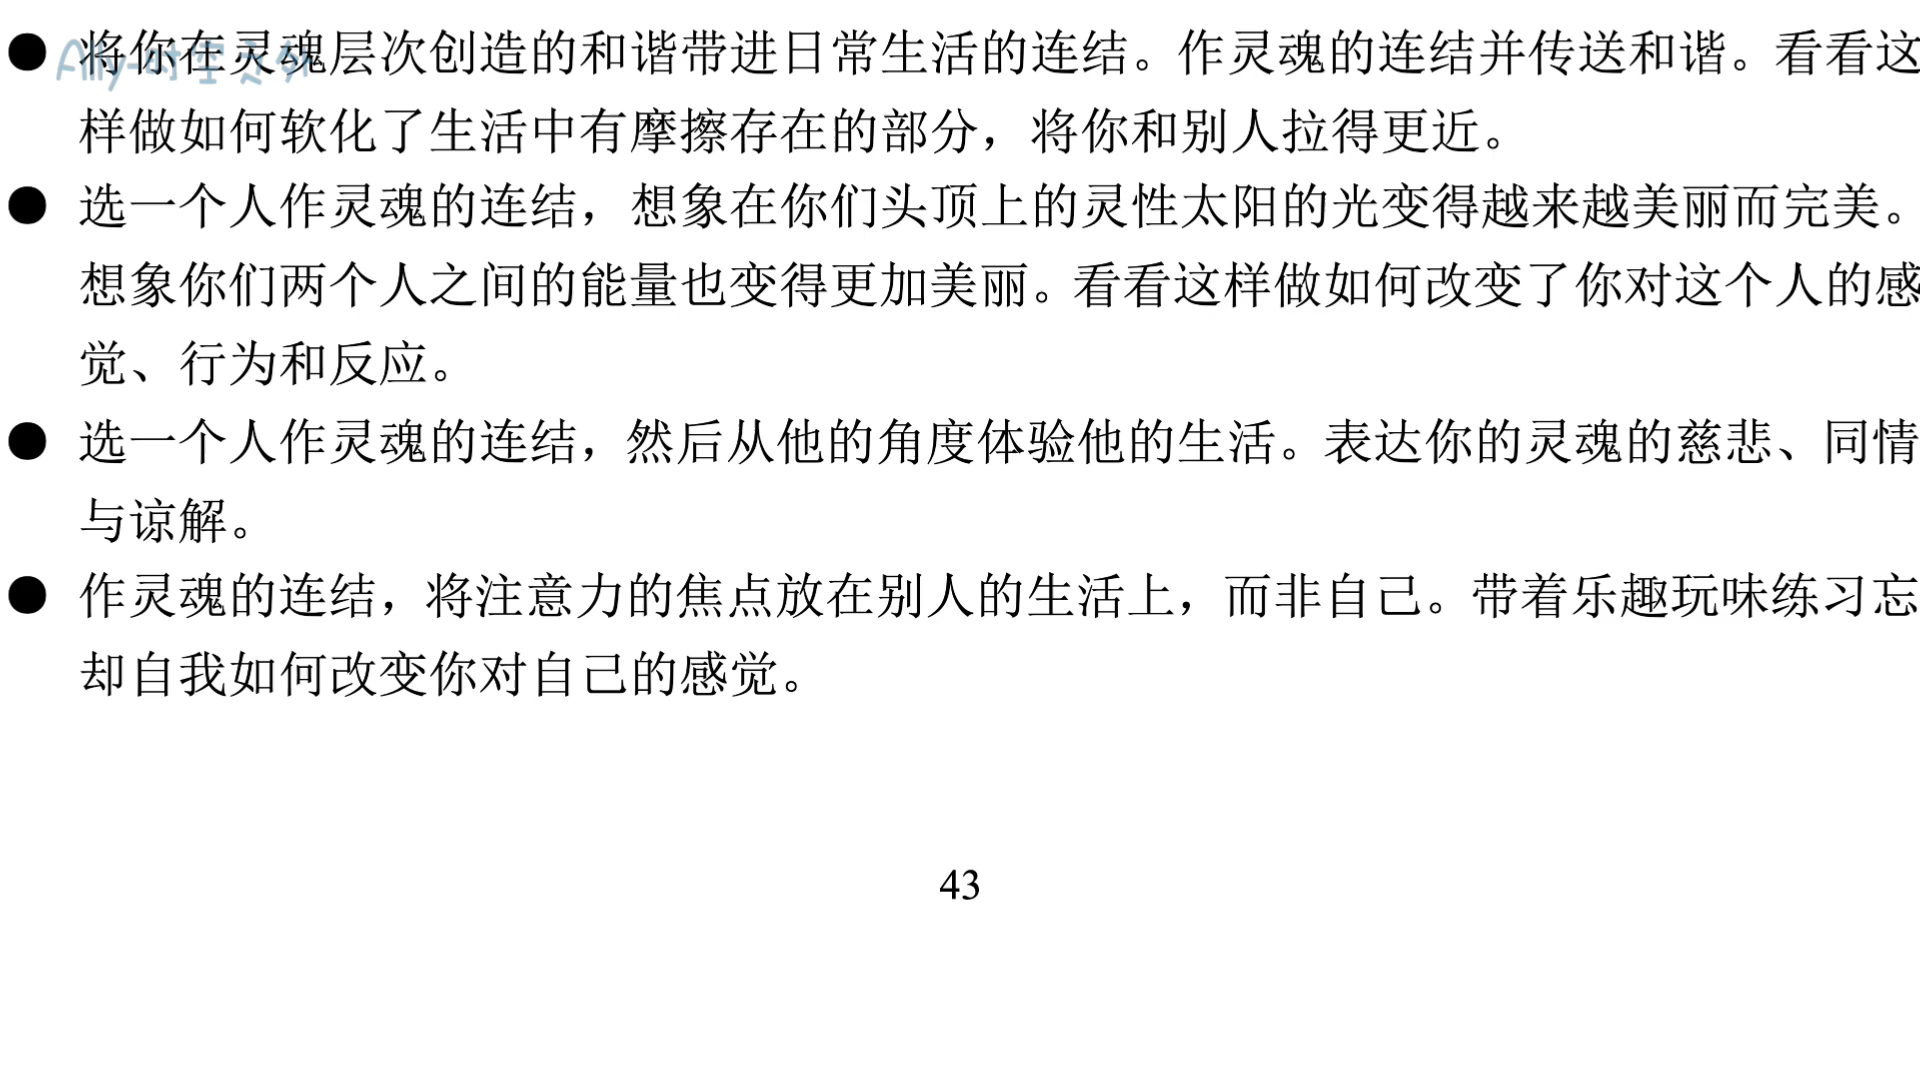 ● 将你在灵魂层次创造的和谐带进日常生活的连结。作灵魂的连结并传送和谐。看看这
样做如何软化了生活中有摩擦存在的部分，将你和别人拉得更近。
● 选一个人作灵魂的连结，想象在你们头顶上的灵性太阳的光变得越来越美丽而完美。
想象你们两个人之间的能量也变得更加美丽。看看这样做如何改变了你对这个人的感
觉、行为和反应。
● 选一个人作灵魂的连结，然后从他的角度体验他的生活。表达你的灵魂的慈悲、同情
与谅解。
● 作灵魂的连结，将注意力的焦点放在别人的生活上，而非自己。带着乐趣玩味练习忘
却自我如何改变你对自己的感觉。
43